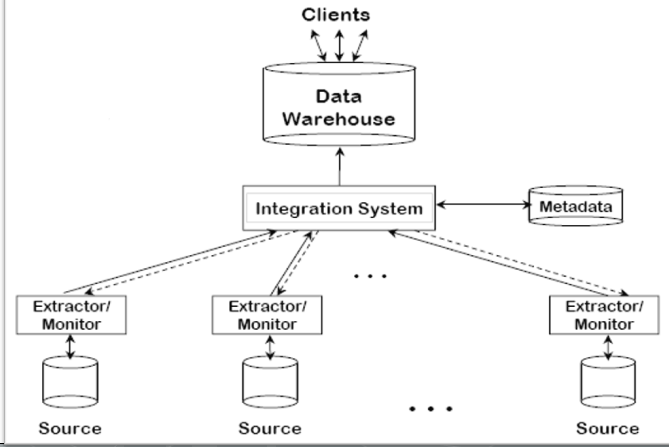 Clients
Data
Warehouse
Integration System
Metadata
. . .
Extractor/
Monitor
Extractor/
Monitor
Extractor/
Monitor
. . .
Source
Source
Source